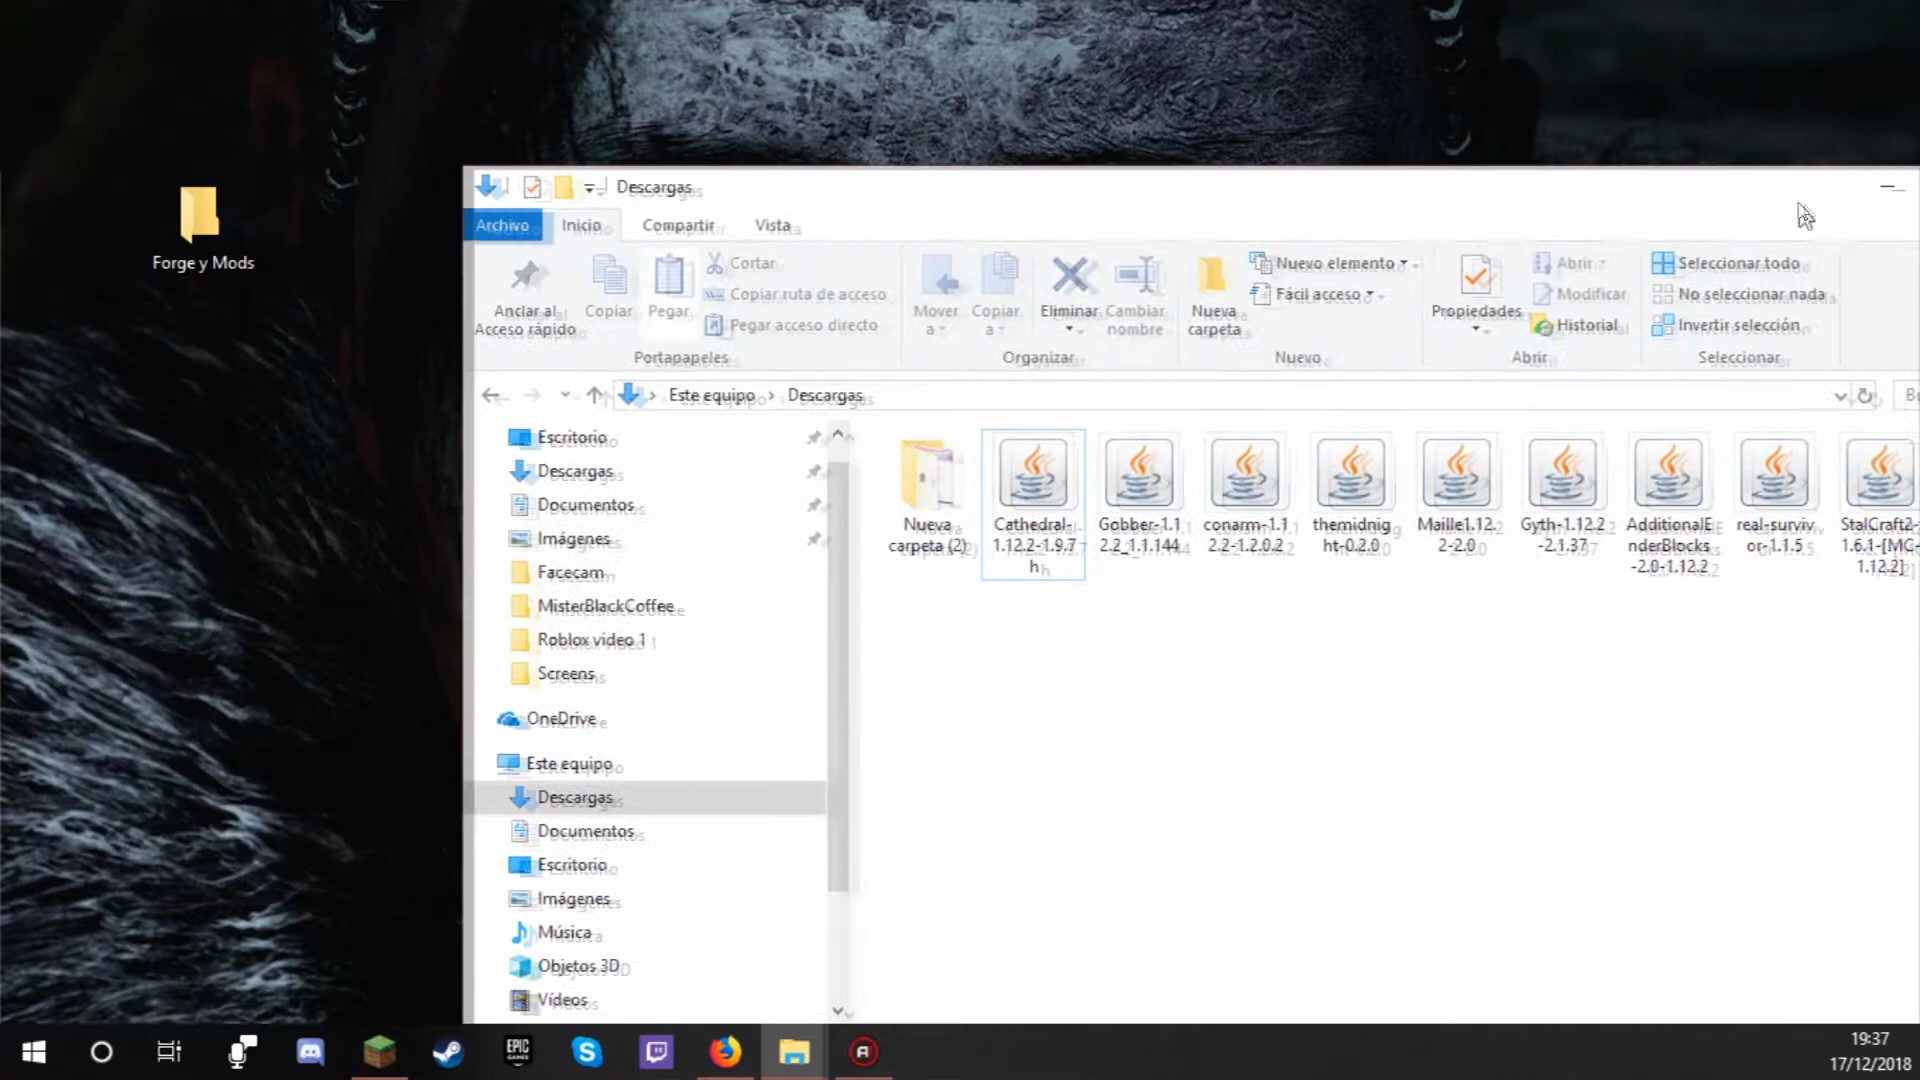 Forge y Mods
Descargas
Archivo Inicio Compartir Vista
Anclar al
Acceso rápido
Copiar
Pegar
Cortar
Copiar ruta de acceso
Pegar acceso directo
Portapapeles
Mover
a
Copiar
a
Eliminar
Cambiar
nombre
Organizar
Nueva
carpeta
Nuevo elemento
Fácil acceso
Nuevo
Propiedades
Abrir
Modificar
Historial
Abrir
Seleccionar todo
No seleccionar nada
Invertir selección
Seleccionar
Este equipo > Descargas
Escritorio
Descargas
Documentos
Imágenes
Facecam
MisterBlackCoffee
Roblox video 1
Screens
OneDrive
Este equipo
Descargas
Documentos
Escritorio
Imágenes
Música
Objetos 3D
Vídeos
Nueva
carpeta (2)
Cathedral-
1.12.2-1.9.7
h
Gobber-1.1
2.2_1.1.144
conarm-1.1
2.2-1.2.0.2
themidnig
ht-0.2.0
Maille1.12.
2-2.0
Gyth-1.12.2
-2.1.37
AdditionalE
nderBlocks
-2.0-1.12.2
real-surviv
or-1.1.5
StalCraft2-
1.6.1-[MC-
1.12.2]
EPIC
GAMES
19:37
17/12/2018